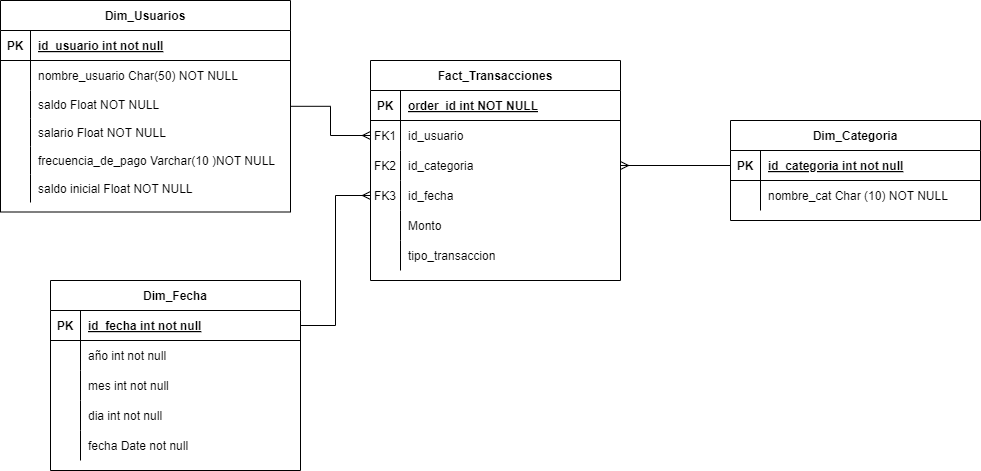 Dim_Usuarios
PK id_usuario int not null
nombre_usuario Char(50) NOT NULL
saldo Float NOT NULL
salario Float NOT NULL
frecuencia_de_pago Varchar(10 )NOT NULL
saldo inicial Float NOT NULL
Fact_Transacciones
PK order_id int NOT NULL
FK1 id_usuario
FK2 id_categoria
FK3 id_fecha
Monto
tipo_transaccion
Dim_Categoria
PK id_categoria int not null
nombre_cat Char (10) NOT NULL
Dim_Fecha
PK id_fecha int not null
año int not null
mes int not null
dia int not null
fecha Date not null